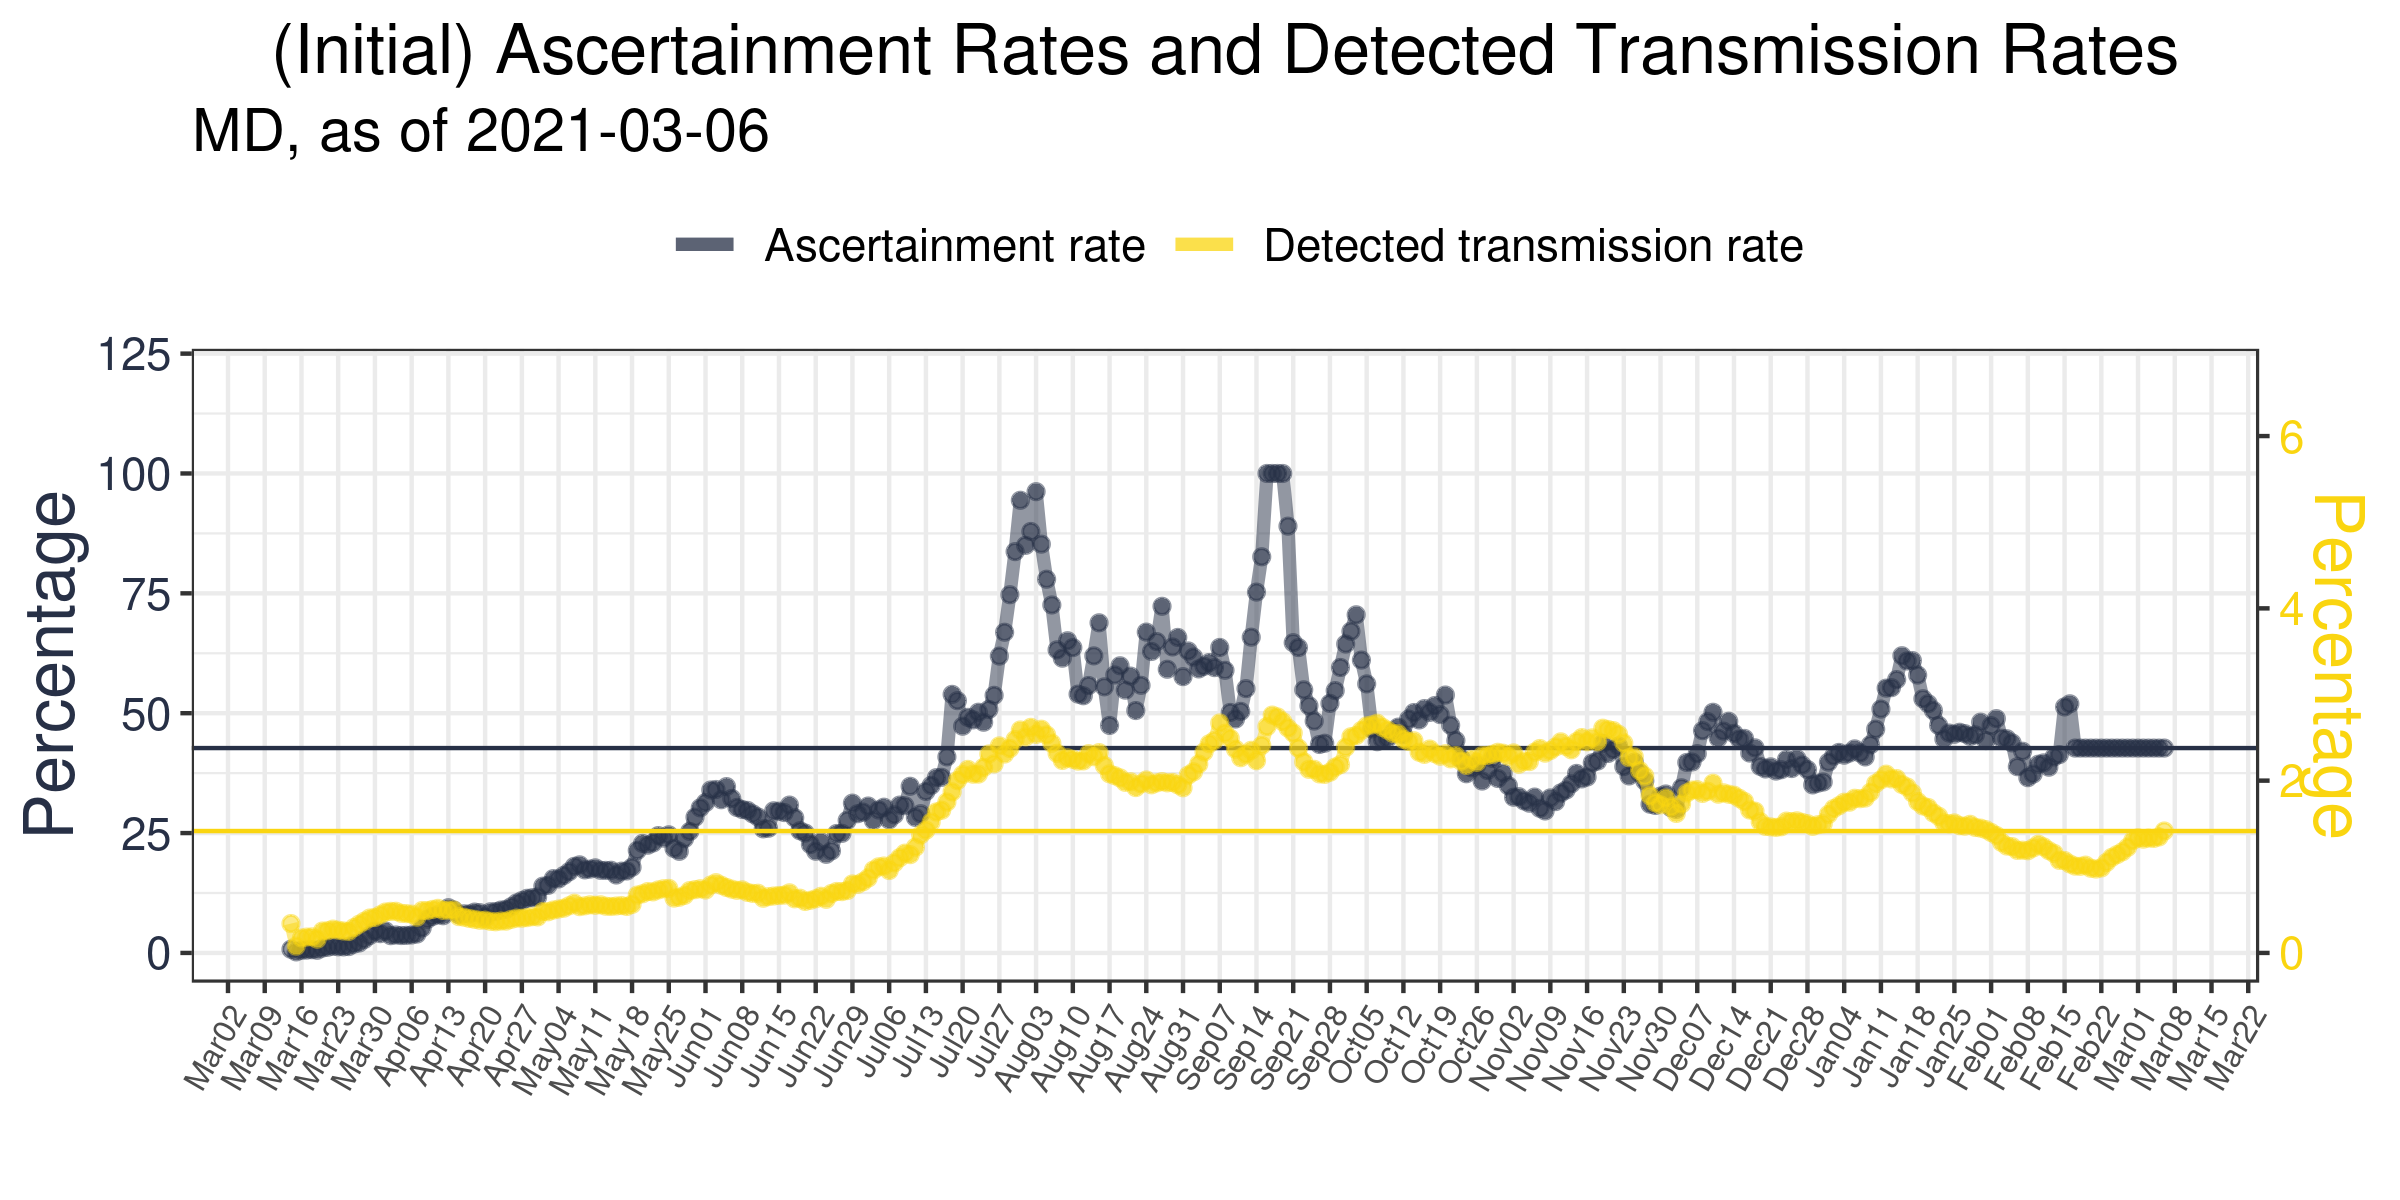 (Initial) Ascertainment Rates and Detected Transmission Rates
MD, as of 2021-03-06
Ascertainment rate
Detected transmission rate
Percentage
125
100
75
50
25
0
6
4
2
0
Percentage
Mar02
Mar09
Mar16
Mar23
Mar30
Apr06
Apr13
Apr20
Apr27
May04
May11
May18
May25
Jun01
Jun08
Jun15
Jun22
Jun29
Jul06
Jul13
Jul20
Jul27
Aug03
Aug10
Aug17
Aug24
Aug31
Sep07
Sep14
Sep21
Sep28
Oct05
Oct12
Oct19
Oct26
Nov02
Nov09
Nov16
Nov23
Nov30
Dec07
Dec14
Dec21
Dec28
Jan04
Jan11
Jan18
Jan25
Feb01
Feb08
Feb15
Feb22
Mar01
Mar08
Mar15
Mar22